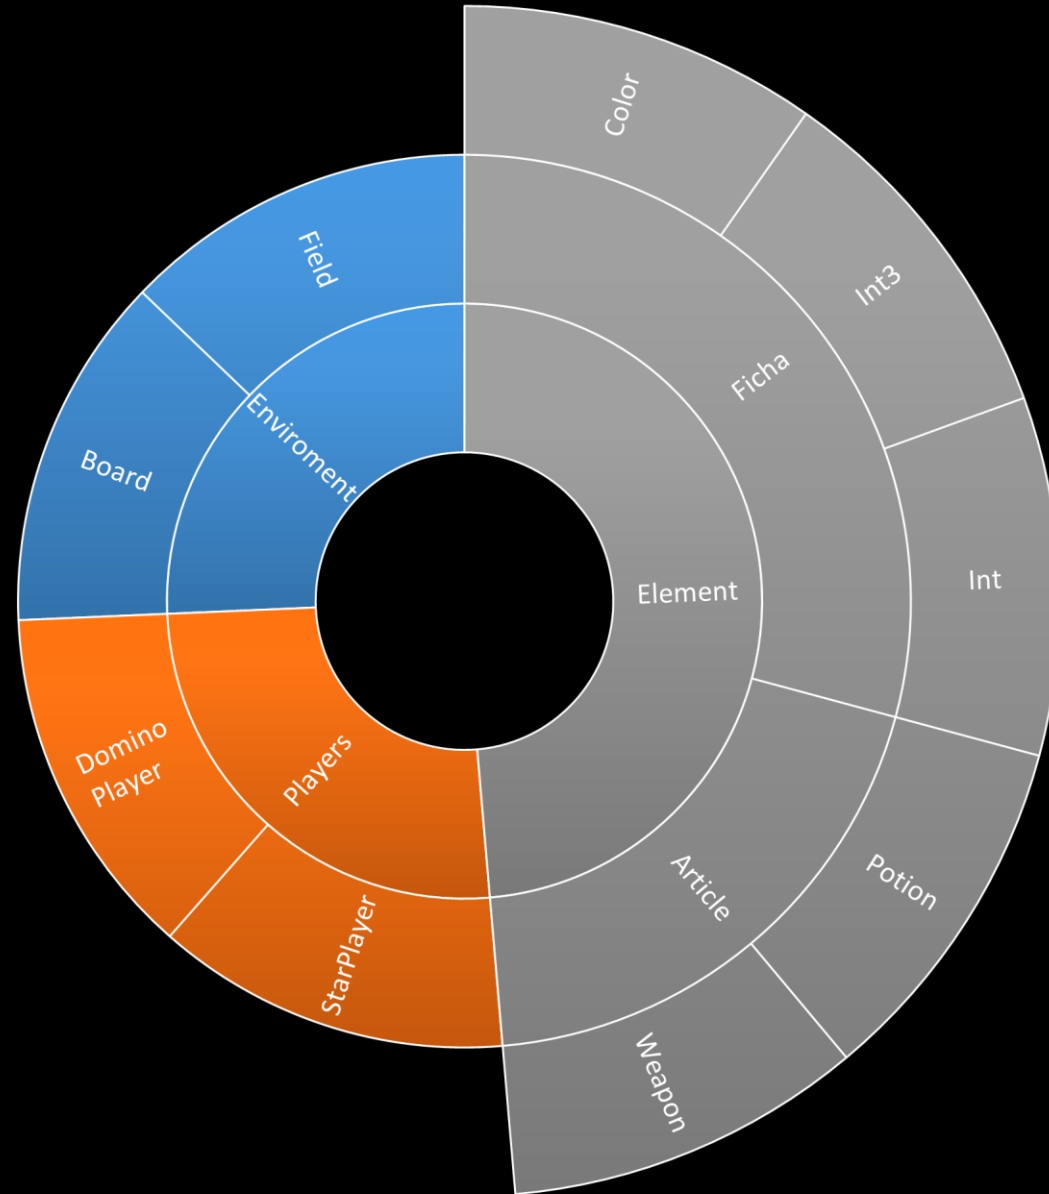 Color
Int3
Int
Potion
Weapon
Ficha
Article
Element
Field
Board
Enviroment
Domino
Player
StarPlayer
Players